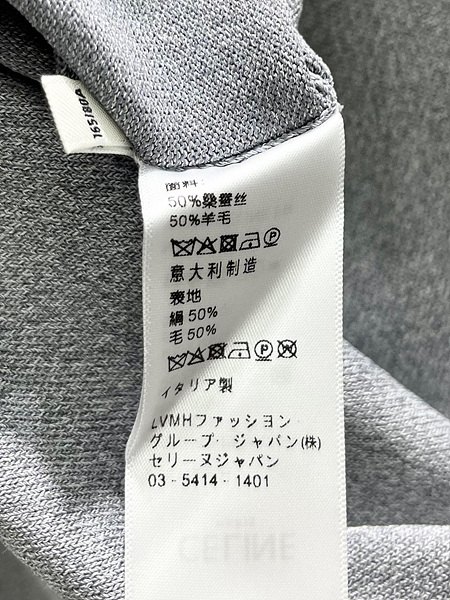 165/80A
面料:
50%桑蚕丝
50%羊毛
意大利制造
表地
絹 50%
毛 50%
イタリア製
LVMHファッション
グループ・ジャパン(株)
セリーヌジャパン
03-5414-1401
CELINE